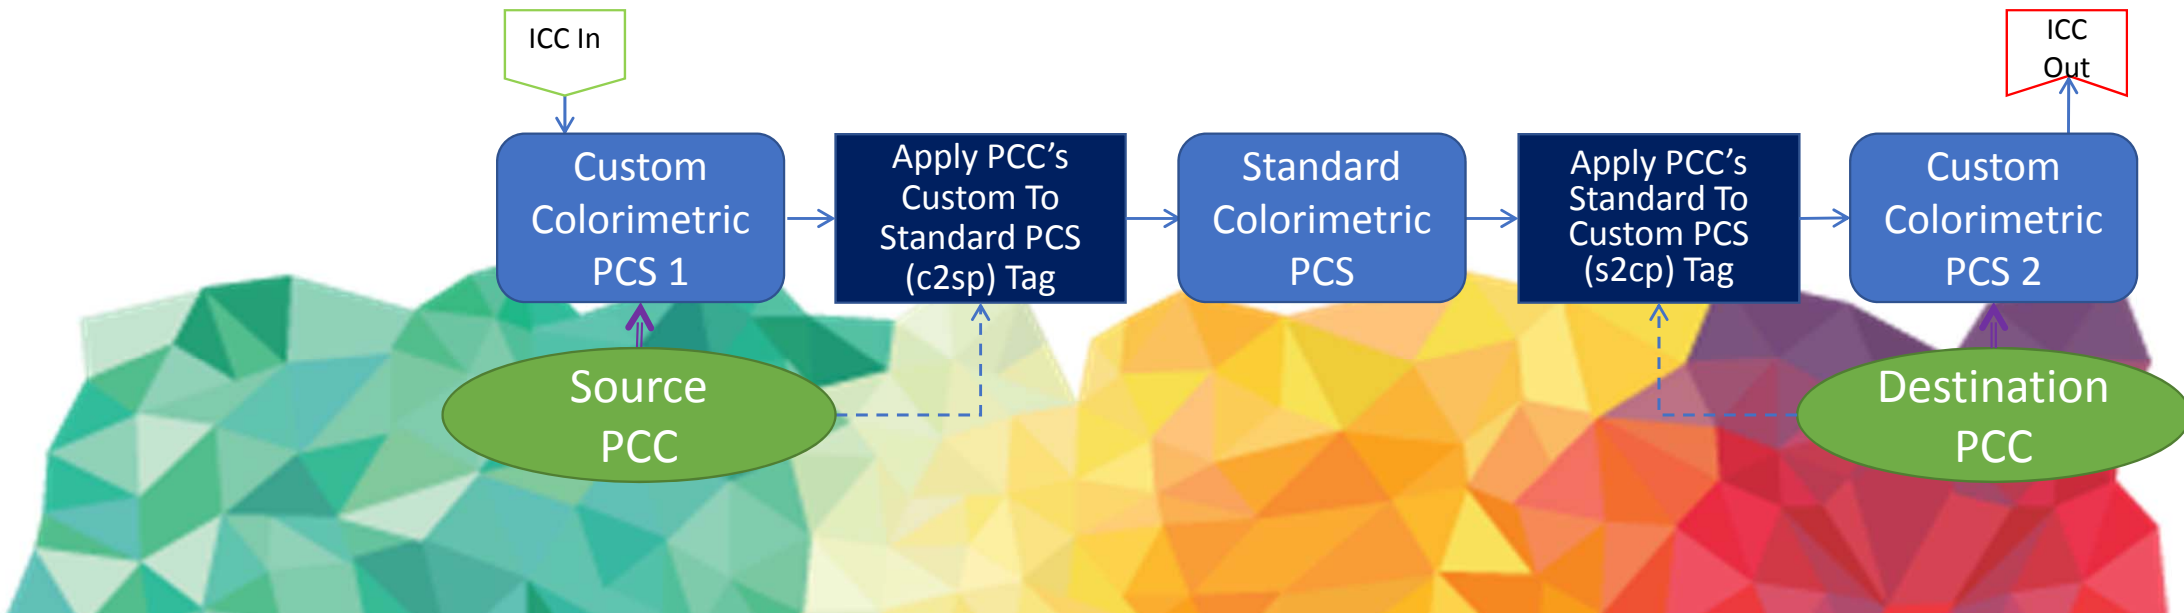 ICC In
ICC
Out
Custom
Colorimetric
PCS 1
Apply PCC’s
Custom To
Standard PCS
(c2sp) Tag
Standard
Colorimetric
PCS
Apply PCC’s
Standard To
Custom PCS
(s2cp) Tag
Custom
Colorimetric
PCS 2
Source
PCC
Destination
PCC